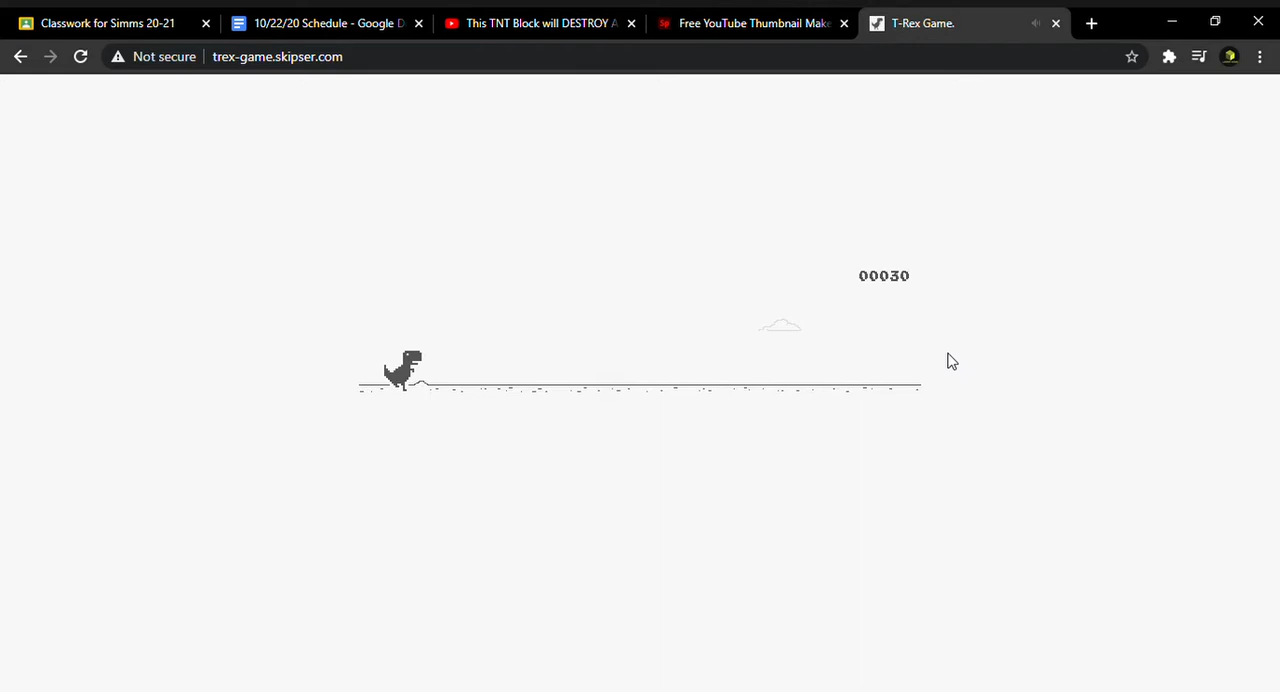 Classwork for Simms 20-21
10/22/20 Schedule - Google D
This TNT Block will DESTROY A
Free YouTube Thumbnail Make
T-Rex Game.
Not secure
trex-game.skipser.com
00030